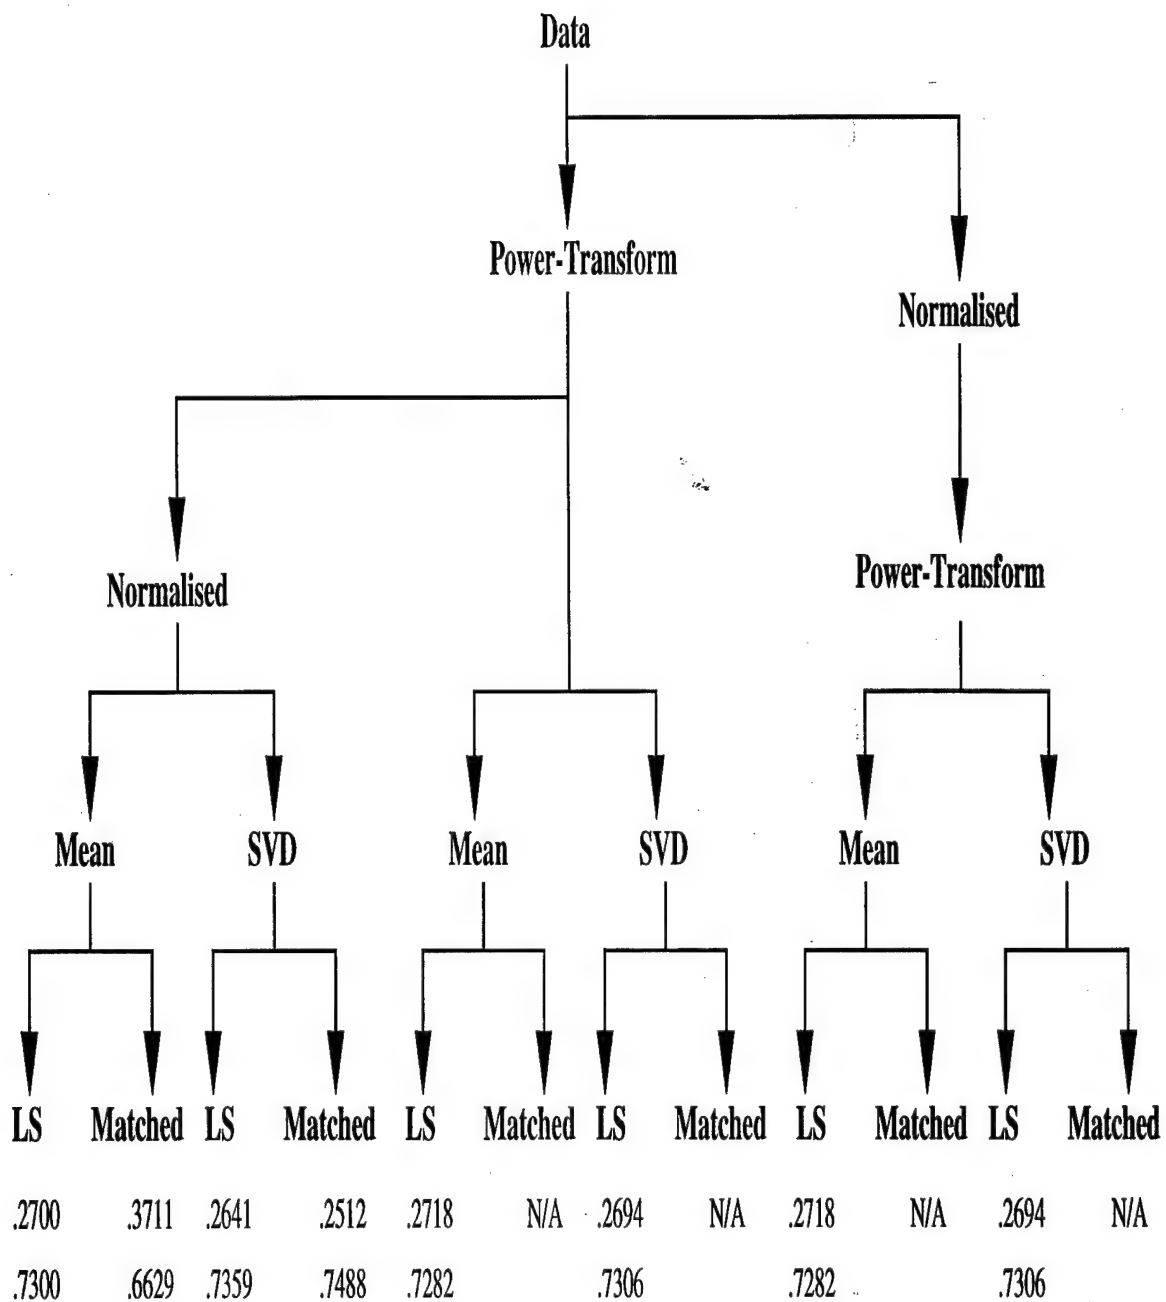 Data
Power-Transform
Normalised
Power-Transform
Normalised
Mean SVD Mean SVD Mean SVD
LS Matched LS Matched LS Matched LS Matched LS Matched LS Matched
.2700 .3711 .2641 .2512 .2718 N/A .2694 N/A .2718 N/A .2694 N/A
.7300 .6629 .7359 .7488 .7282 .7306 .7282 .7306